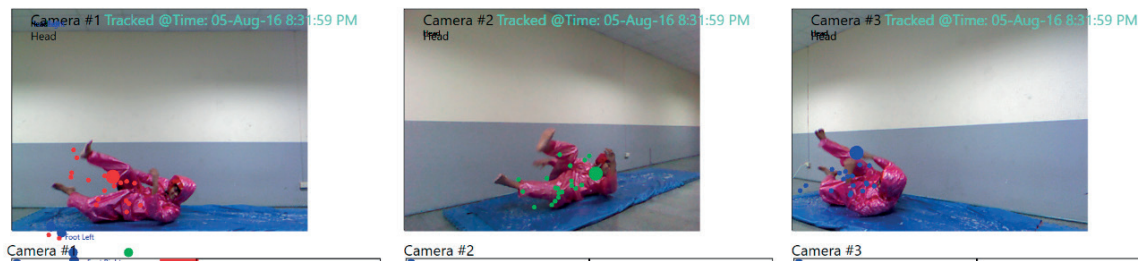 Camera #1 Tracked @Time: 05-Aug-16 8:31:59 PM
Head
Camera #2 Tracked @Time: 05-Aug-16 8:31:59 PM
Head
Camera #3 Tracked @Time: 05-Aug-16 8:31:59 PM
Head
Foot Left
Camera #1
Camera #2
Camera #3
Foot Right